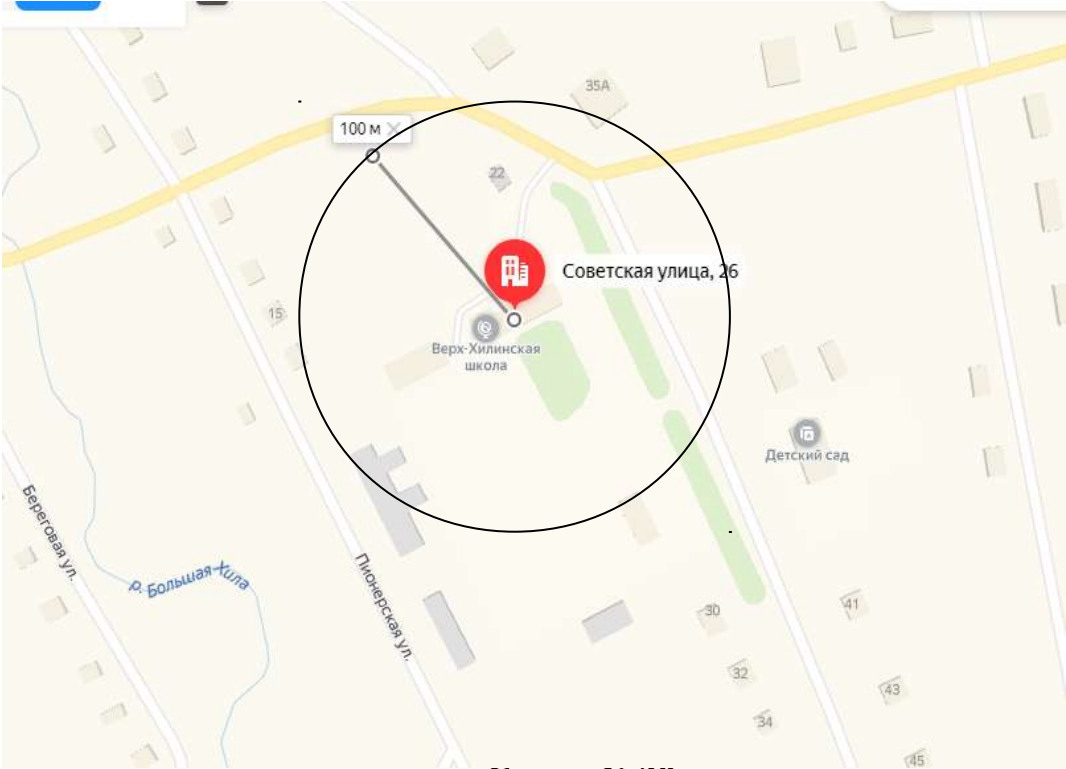 35А
100 м
22
Советская улица, 26
15
Верх-Хилинская
школа
Детский сад
Береговая ул.
р. Большая Хила
Пионерская ул.
30
41
32
43
34
45